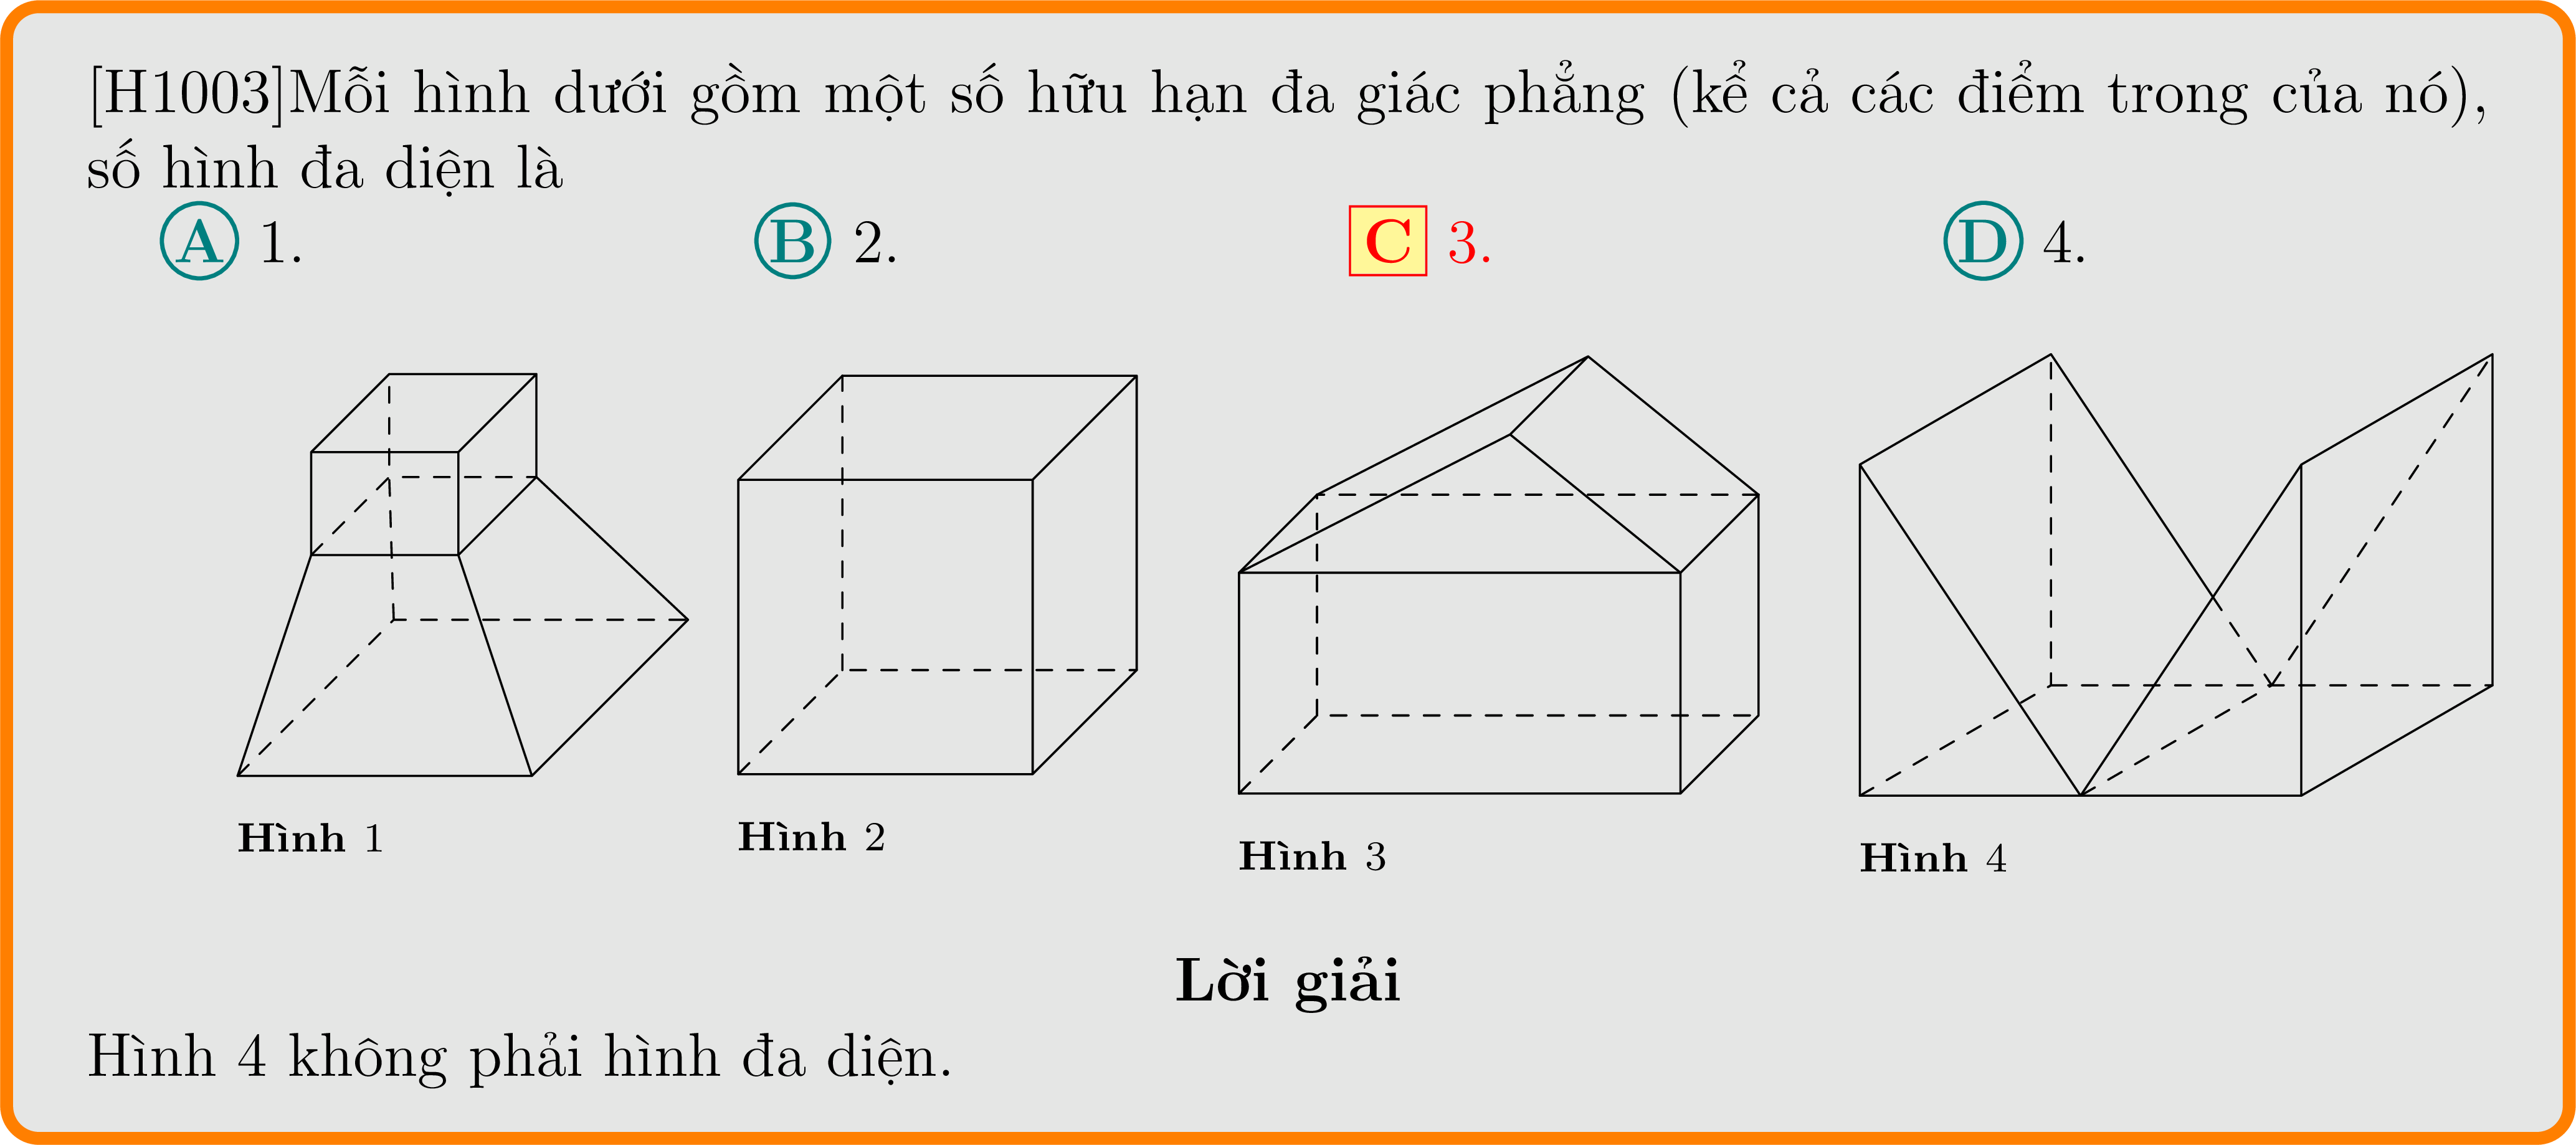 [H1003]Mỗi hình dưới gồm một số hữu hạn đa giác phẳng (kể cả các điểm trong của nó),
số hình đa diện là
A 1. B 2. C 3. D 4.
Hình 1 Hình 2 Hình 3 Hình 4
Lời giải
Hình 4 không phải hình đa diện.